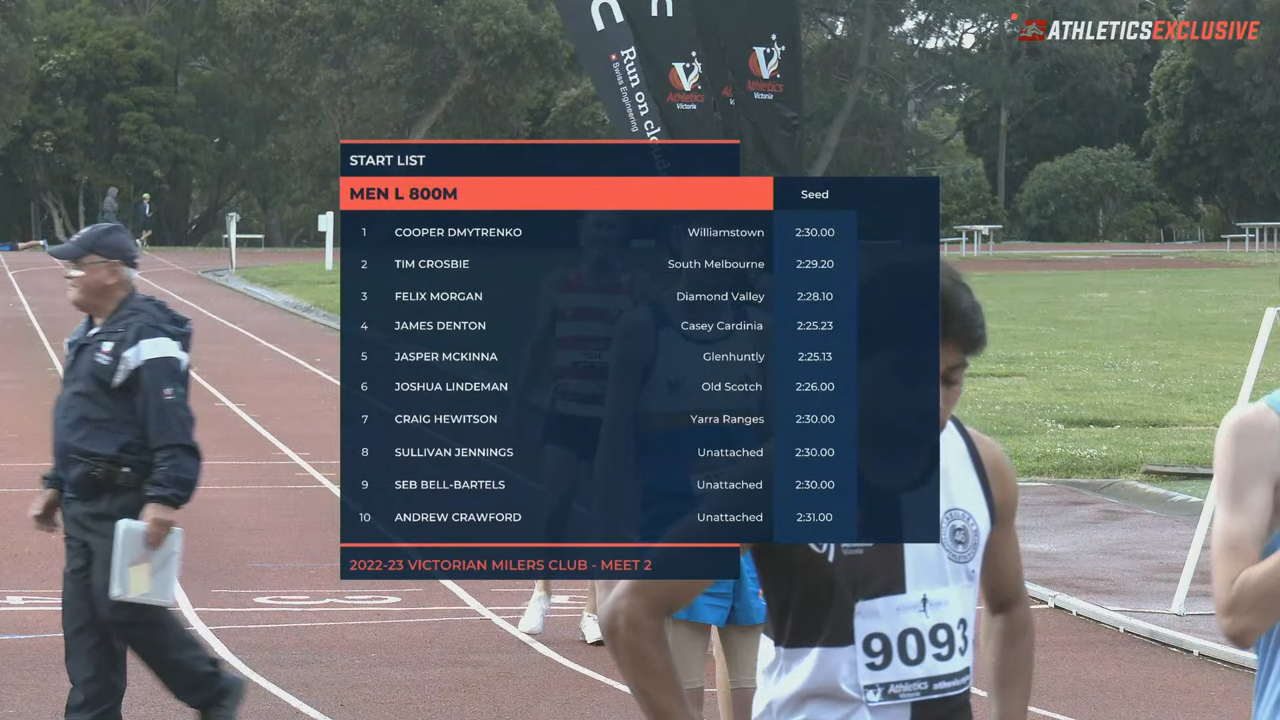 ATHLETICSEXCLUSIVE
Run on clouds
Swiss Engineering
Athletics
Victoria
Athletics
Victoria
START LIST
MEN L 800M Seed
1 COOPER DMYTRENKO Williamstown 2:30.00
2 TIM CROSBIE South Melbourne 2:29.20
3 FELIX MORGAN Diamond Valley 2:28.10
4 JAMES DENTON Casey Cardinia 2:25.23
5 JASPER MCKINNA Glenhuntly 2:25.13
6 JOSHUA LINDEMAN Old Scotch 2:26.00
7 CRAIG HEWITSON Yarra Ranges 2:30.00
8 SULLIVAN JENNINGS Unattached 2:30.00
9 SEB BELL-BARTELS Unattached 2:30.00
10 ANDREW CRAWFORD Unattached 2:31.00
2022-23 VICTORIAN MILERS CLUB - MEET 2
4 3
9093
Athletics
Victoria